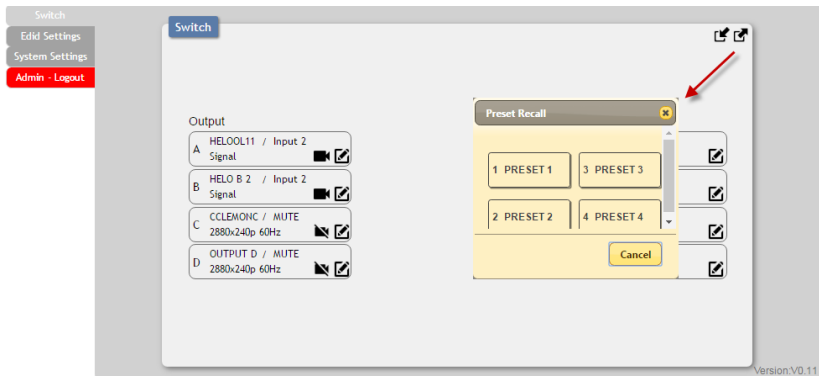 Switch
Edid Settings
System Settings
Admin - Logout
Switch
Output
A HELOOL11 / Input 2
Signal
B HELO B 2 / Input 2
Signal
C CCLEMONC / MUTE
2880x240p 60Hz
D OUTPUT D / MUTE
2880x240p 60Hz
Preset Recall
1 PRESET 1 3 PRESET 3
2 PRESET 2 4 PRESET 4
Cancel
Version:V0.11